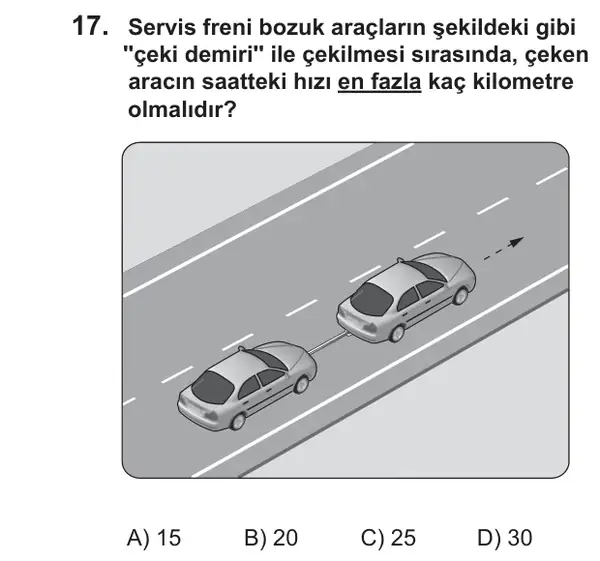 17. Servis freni bozuk araçların şekildeki gibi
"çeki demiri" ile çekilmesi sırasında, çeken
aracın saatteki hızı en fazla kaç kilometre
olmalıdır?
A) 15 B) 20 C) 25 D) 30